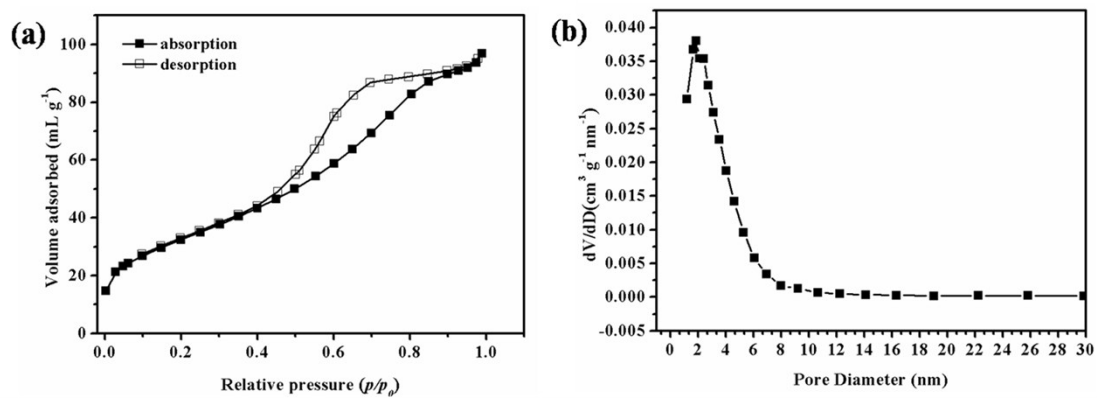 (a)
absorption
desorption
Volume adsorbed (mL g⁻¹)
100
80
60
40
20
0
0.0 0.2 0.4 0.6 0.8 1.0
Relative pressure (p/p₀)
(b)
dV/dD(cm³ g⁻¹ nm⁻¹)
0.040
0.035
0.030
0.025
0.020
0.015
0.010
0.005
0.000
-0.005
0 2 4 6 8 10 12 14 16 18 20 22 24 26 28 30
Pore Diameter (nm)